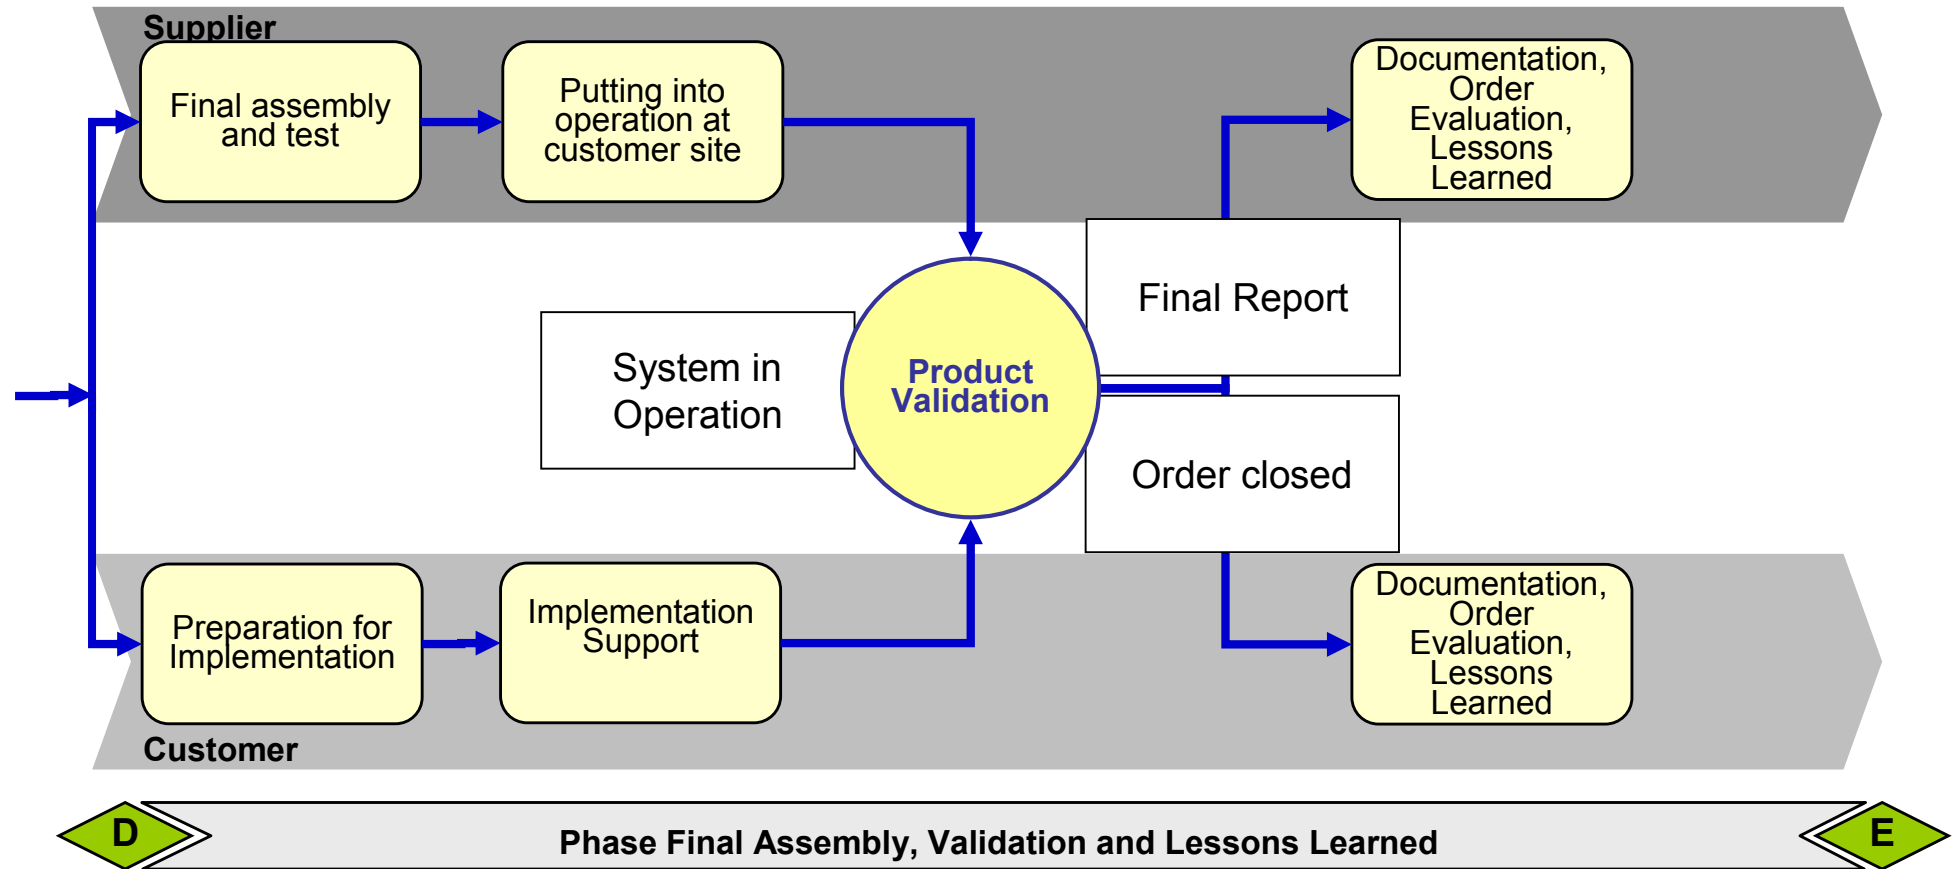 Supplier
Final assembly
and test
Putting into
operation at
customer site
Documentation,
Order
Evaluation,
Lessons
Learned
Final Report
System in
Operation
Product
Validation
Order closed
Preparation for
Implementation
Implementation
Support
Documentation,
Order
Evaluation,
Lessons
Learned
Customer
D
Phase Final Assembly, Validation and Lessons Learned
E